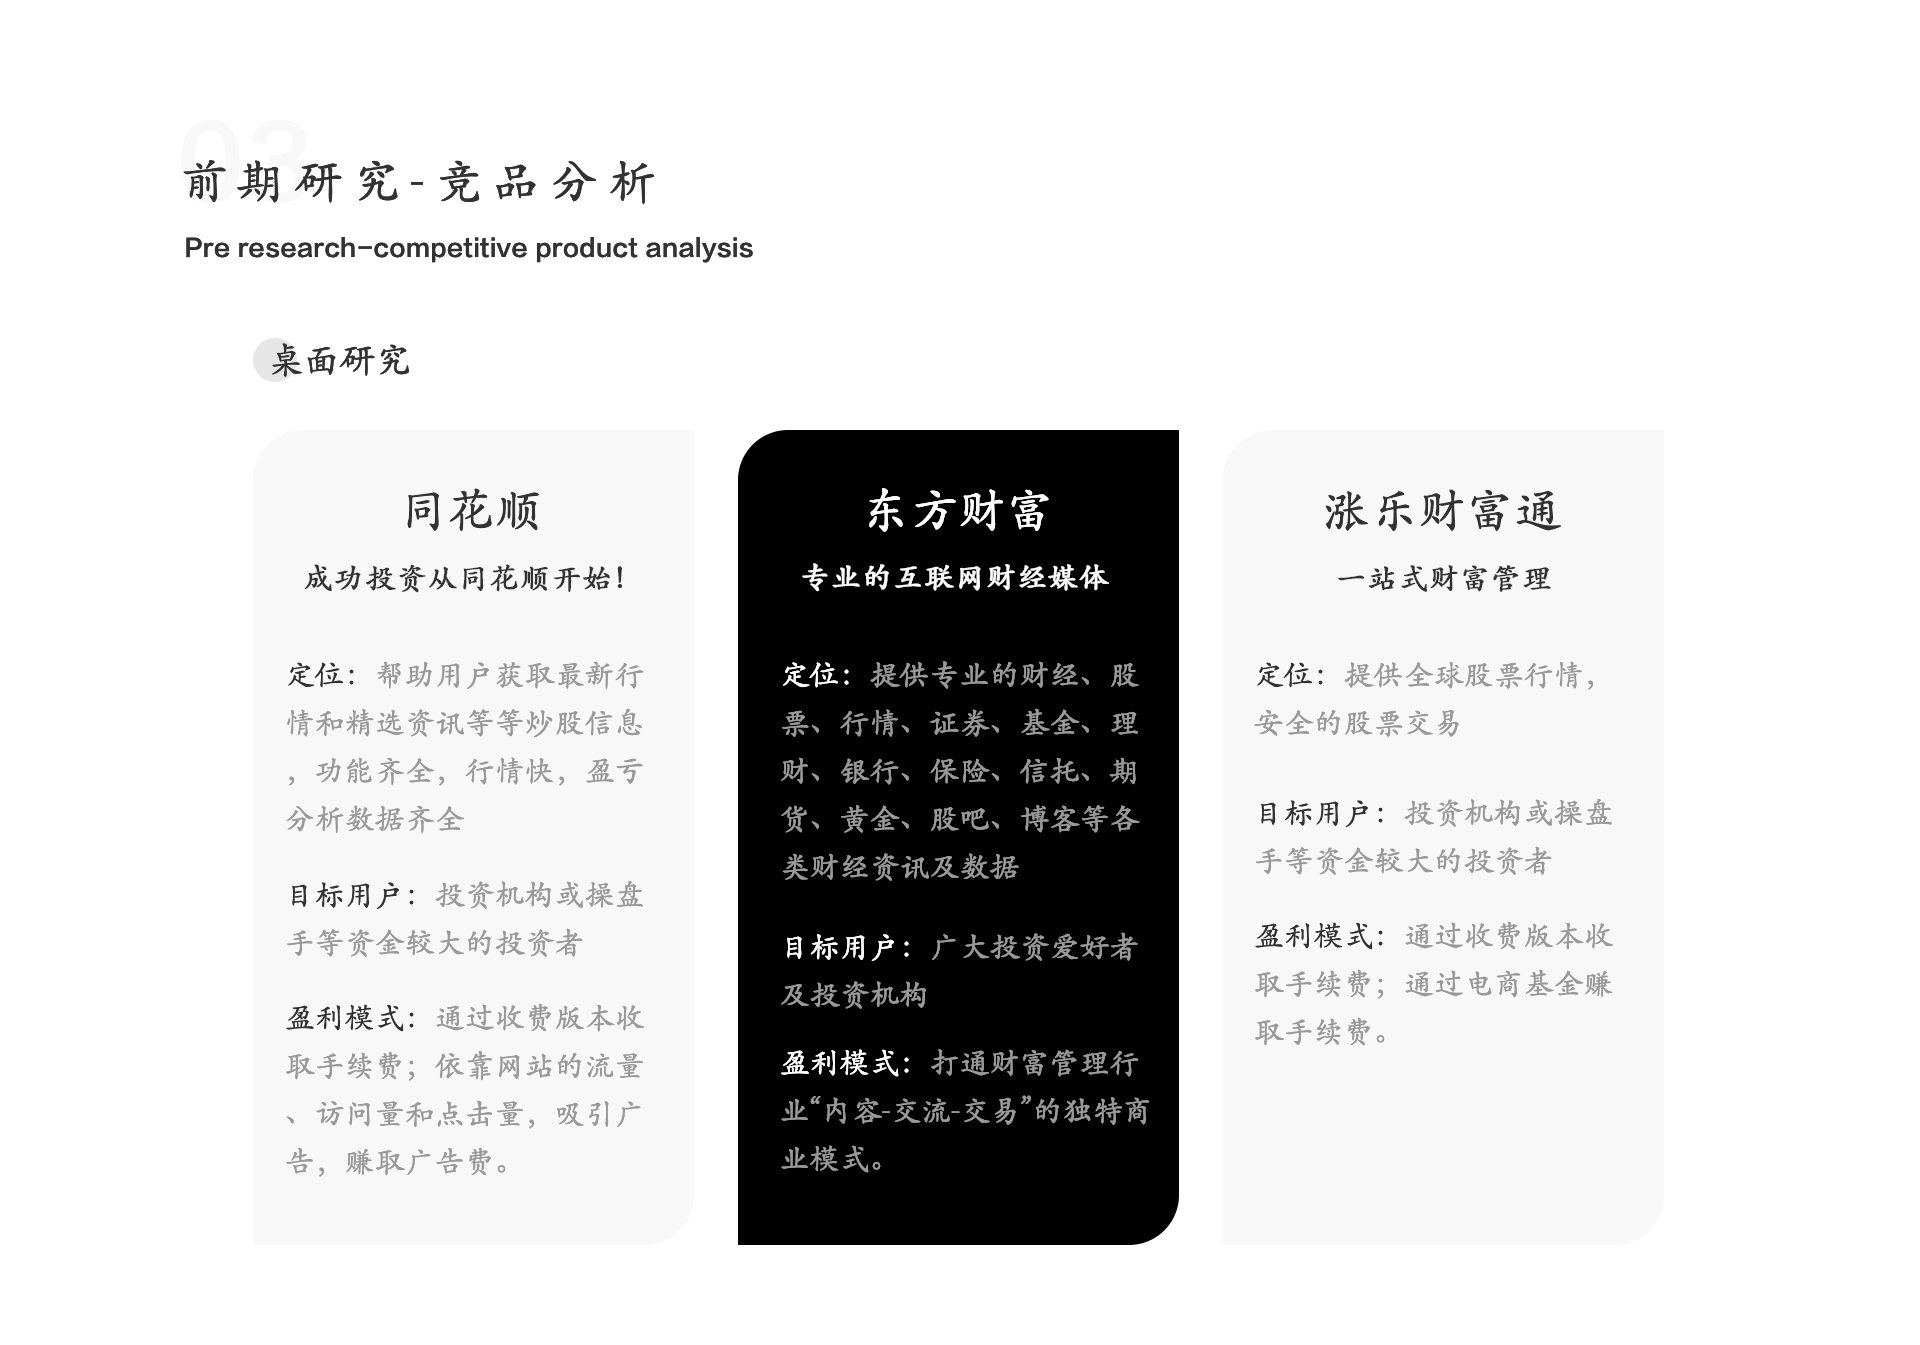 03
前期研究-竞品分析
Pre research-competitive product analysis
桌面研究
同花顺
成功投资从同花顺开始！
定位：帮助用户获取最新行
情和精选资讯等等炒股信息
，功能齐全，行情快，盈亏
分析数据齐全
目标用户：投资机构或操盘
手等资金较大的投资者
盈利模式：通过收费版本收
取手续费；依靠网站的流量
、访问量和点击量，吸引广
告，赚取广告费。
东方财富
专业的互联网财经媒体
定位：提供专业的财经、股
票、行情、证券、基金、理
财、银行、保险、信托、期
货、黄金、股吧、博客等各
类财经资讯及数据
目标用户：广大投资爱好者
及投资机构
盈利模式：打通财富管理行
业“内容-交流-交易”的独特商
业模式。
涨乐财富通
一站式财富管理
定位：提供全球股票行情，
安全的股票交易
目标用户：投资机构或操盘
手等资金较大的投资者
盈利模式：通过收费版本收
取手续费；通过电商基金赚
取手续费。